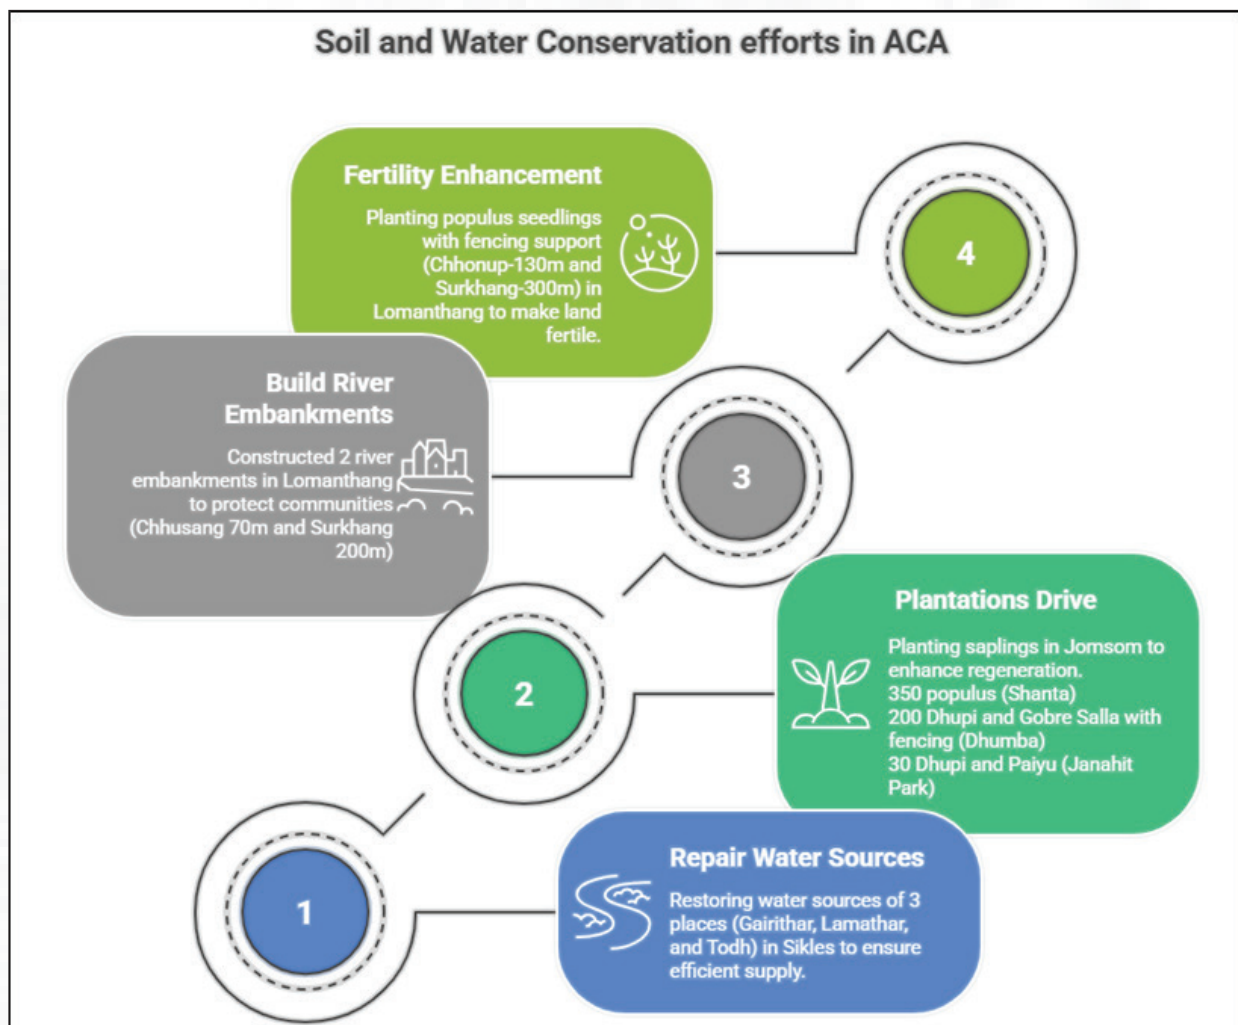 Soil and Water Conservation efforts in ACA
Fertility Enhancement
Planting populus seedlings
with fencing support
(Chhonup-130m and
Surkhang-300m) in
Lomanthang to make land
fertile.
4
Build River
Embankments
Constructed 2 river
embankments in Lomanthang
to protect communities
(Chhusang 70m and Surkhang
200m)
3
2
Plantations Drive
Planting saplings in Jomsom to
enhance regeneration.
350 populus (Shanta)
200 Dhupi and Gobre Salla with
fencing (Dhumba)
30 Dhupi and Paiyu (Janahit
Park)
1
Repair Water Sources
Restoring water sources of 3
places (Gairithar, Lamathar,
and Todh) in Sikles to ensure
efficient supply.